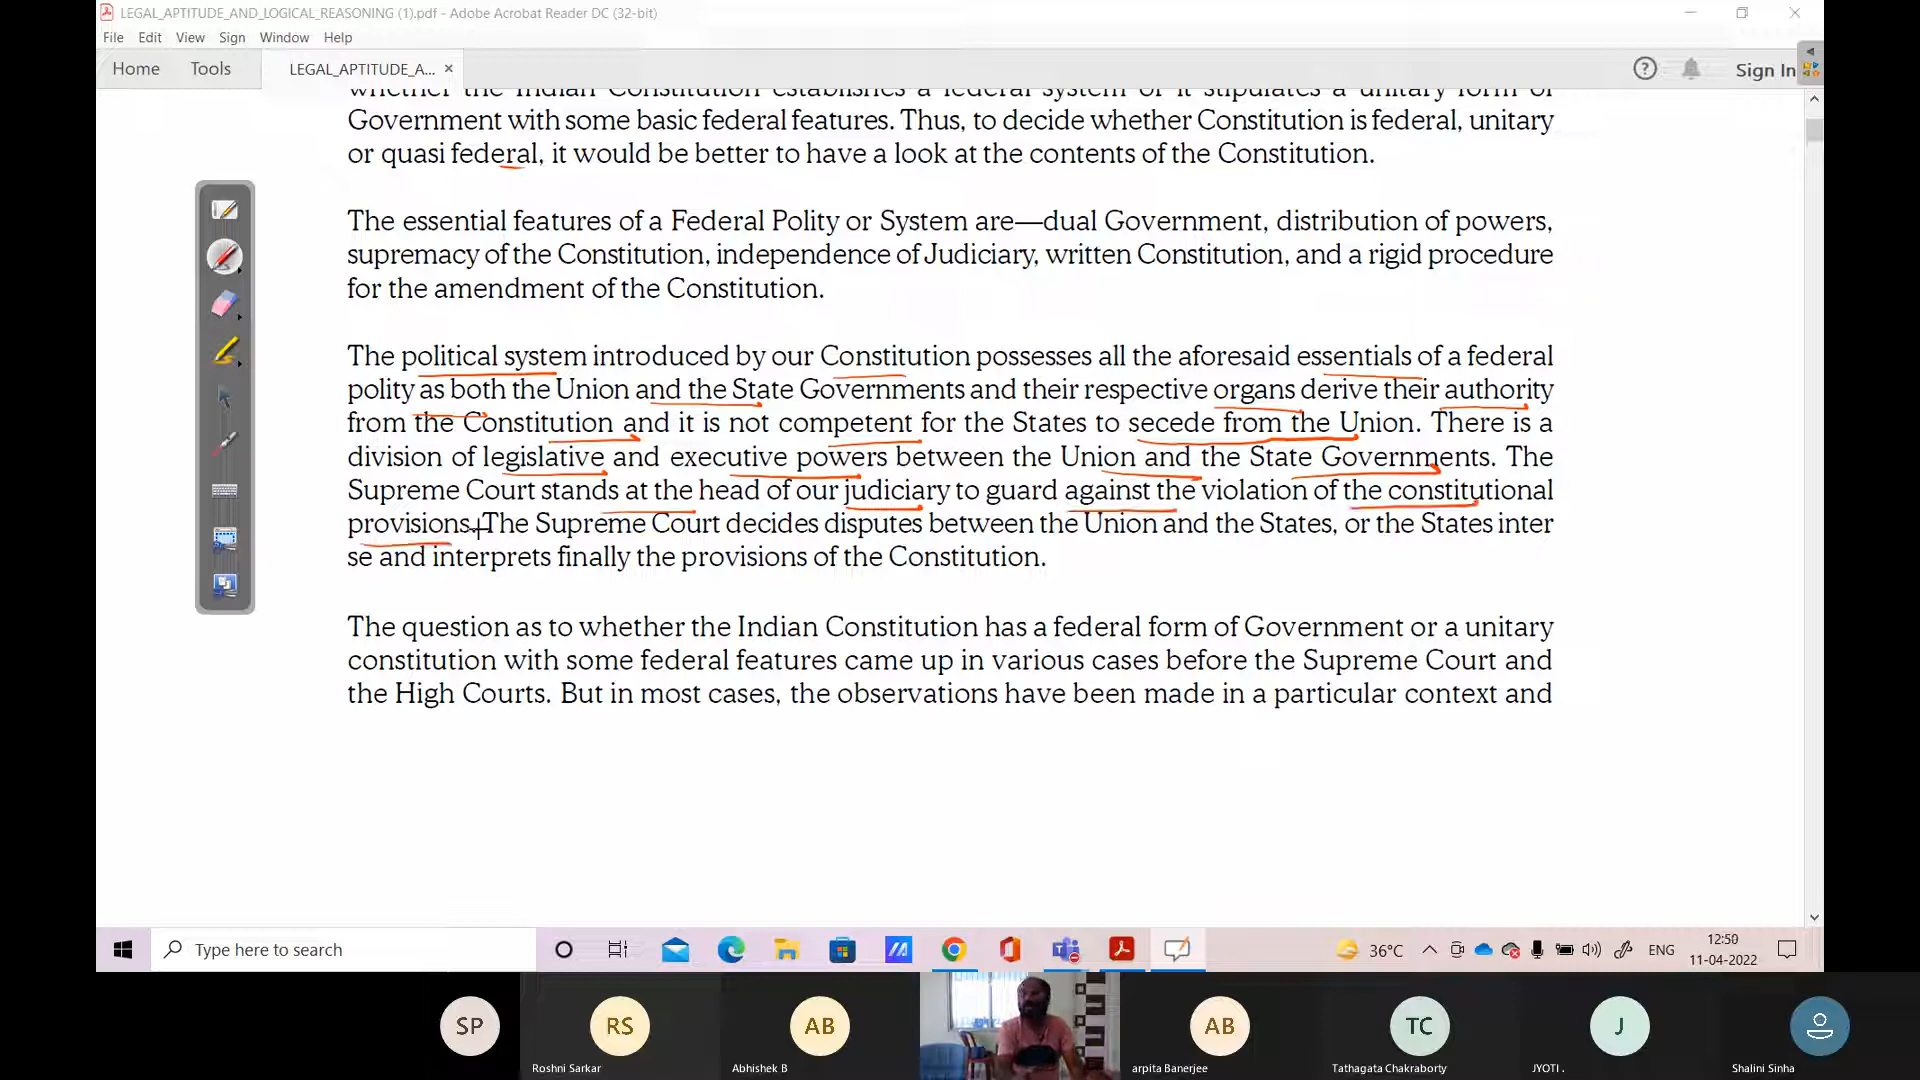 LEGAL_APTITUDE_AND_LOGICAL_REASONING (1).pdf - Adobe Acrobat Reader DC (32-bit)
File Edit View Sign Window Help
Home Tools LEGAL_APTITUDE_A... × Sign In
whether the Indian Constitution establishes a federal system or it stipulates a unitary form of
Government with some basic federal features. Thus, to decide whether Constitution is federal, unitary
or quasi federal, it would be better to have a look at the contents of the Constitution.
The essential features of a Federal Polity or System are—dual Government, distribution of powers,
supremacy of the Constitution, independence of Judiciary, written Constitution, and a rigid procedure
for the amendment of the Constitution.
The political system introduced by our Constitution possesses all the aforesaid essentials of a federal
polity as both the Union and the State Governments and their respective organs derive their authority
from the Constitution and it is not competent for the States to secede from the Union. There is a
division of legislative and executive powers between the Union and the State Governments. The
Supreme Court stands at the head of our judiciary to guard against the violation of the constitutional
provisions. The Supreme Court decides disputes between the Union and the States, or the States inter
se and interprets finally the provisions of the Constitution.
The question as to whether the Indian Constitution has a federal form of Government or a unitary
constitution with some federal features came up in various cases before the Supreme Court and
the High Courts. But in most cases, the observations have been made in a particular context and
Type here to search 36°C ENG 12:50
11-04-2022
SP RS AB AB TC J
Roshni Sarkar Abhishek B arpita Banerjee Tathagata Chakraborty JYOTI . Shalini Sinha